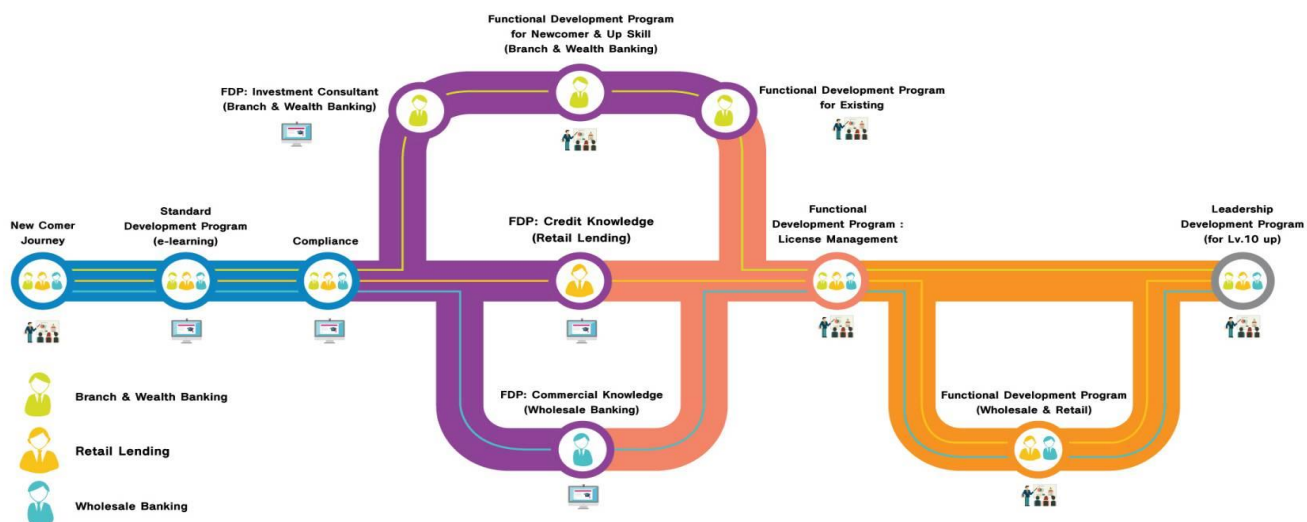 Functional Development Program
for Newcomer & Up Skill
(Branch & Wealth Banking)
FDP: Investment Consultant
(Branch & Wealth Banking)
Functional Development Program
for Existing
New Comer
Journey
Standard
Development Program
(e-learning)
Compliance
FDP: Credit Knowledge
(Retail Lending)
Functional
Development Program :
License Management
Leadership
Development Program
(for Lv.10 up)
FDP: Commercial Knowledge
(Wholesale Banking)
Functional Development Program
(Wholesale & Retail)
Branch & Wealth Banking
Retail Lending
Wholesale Banking